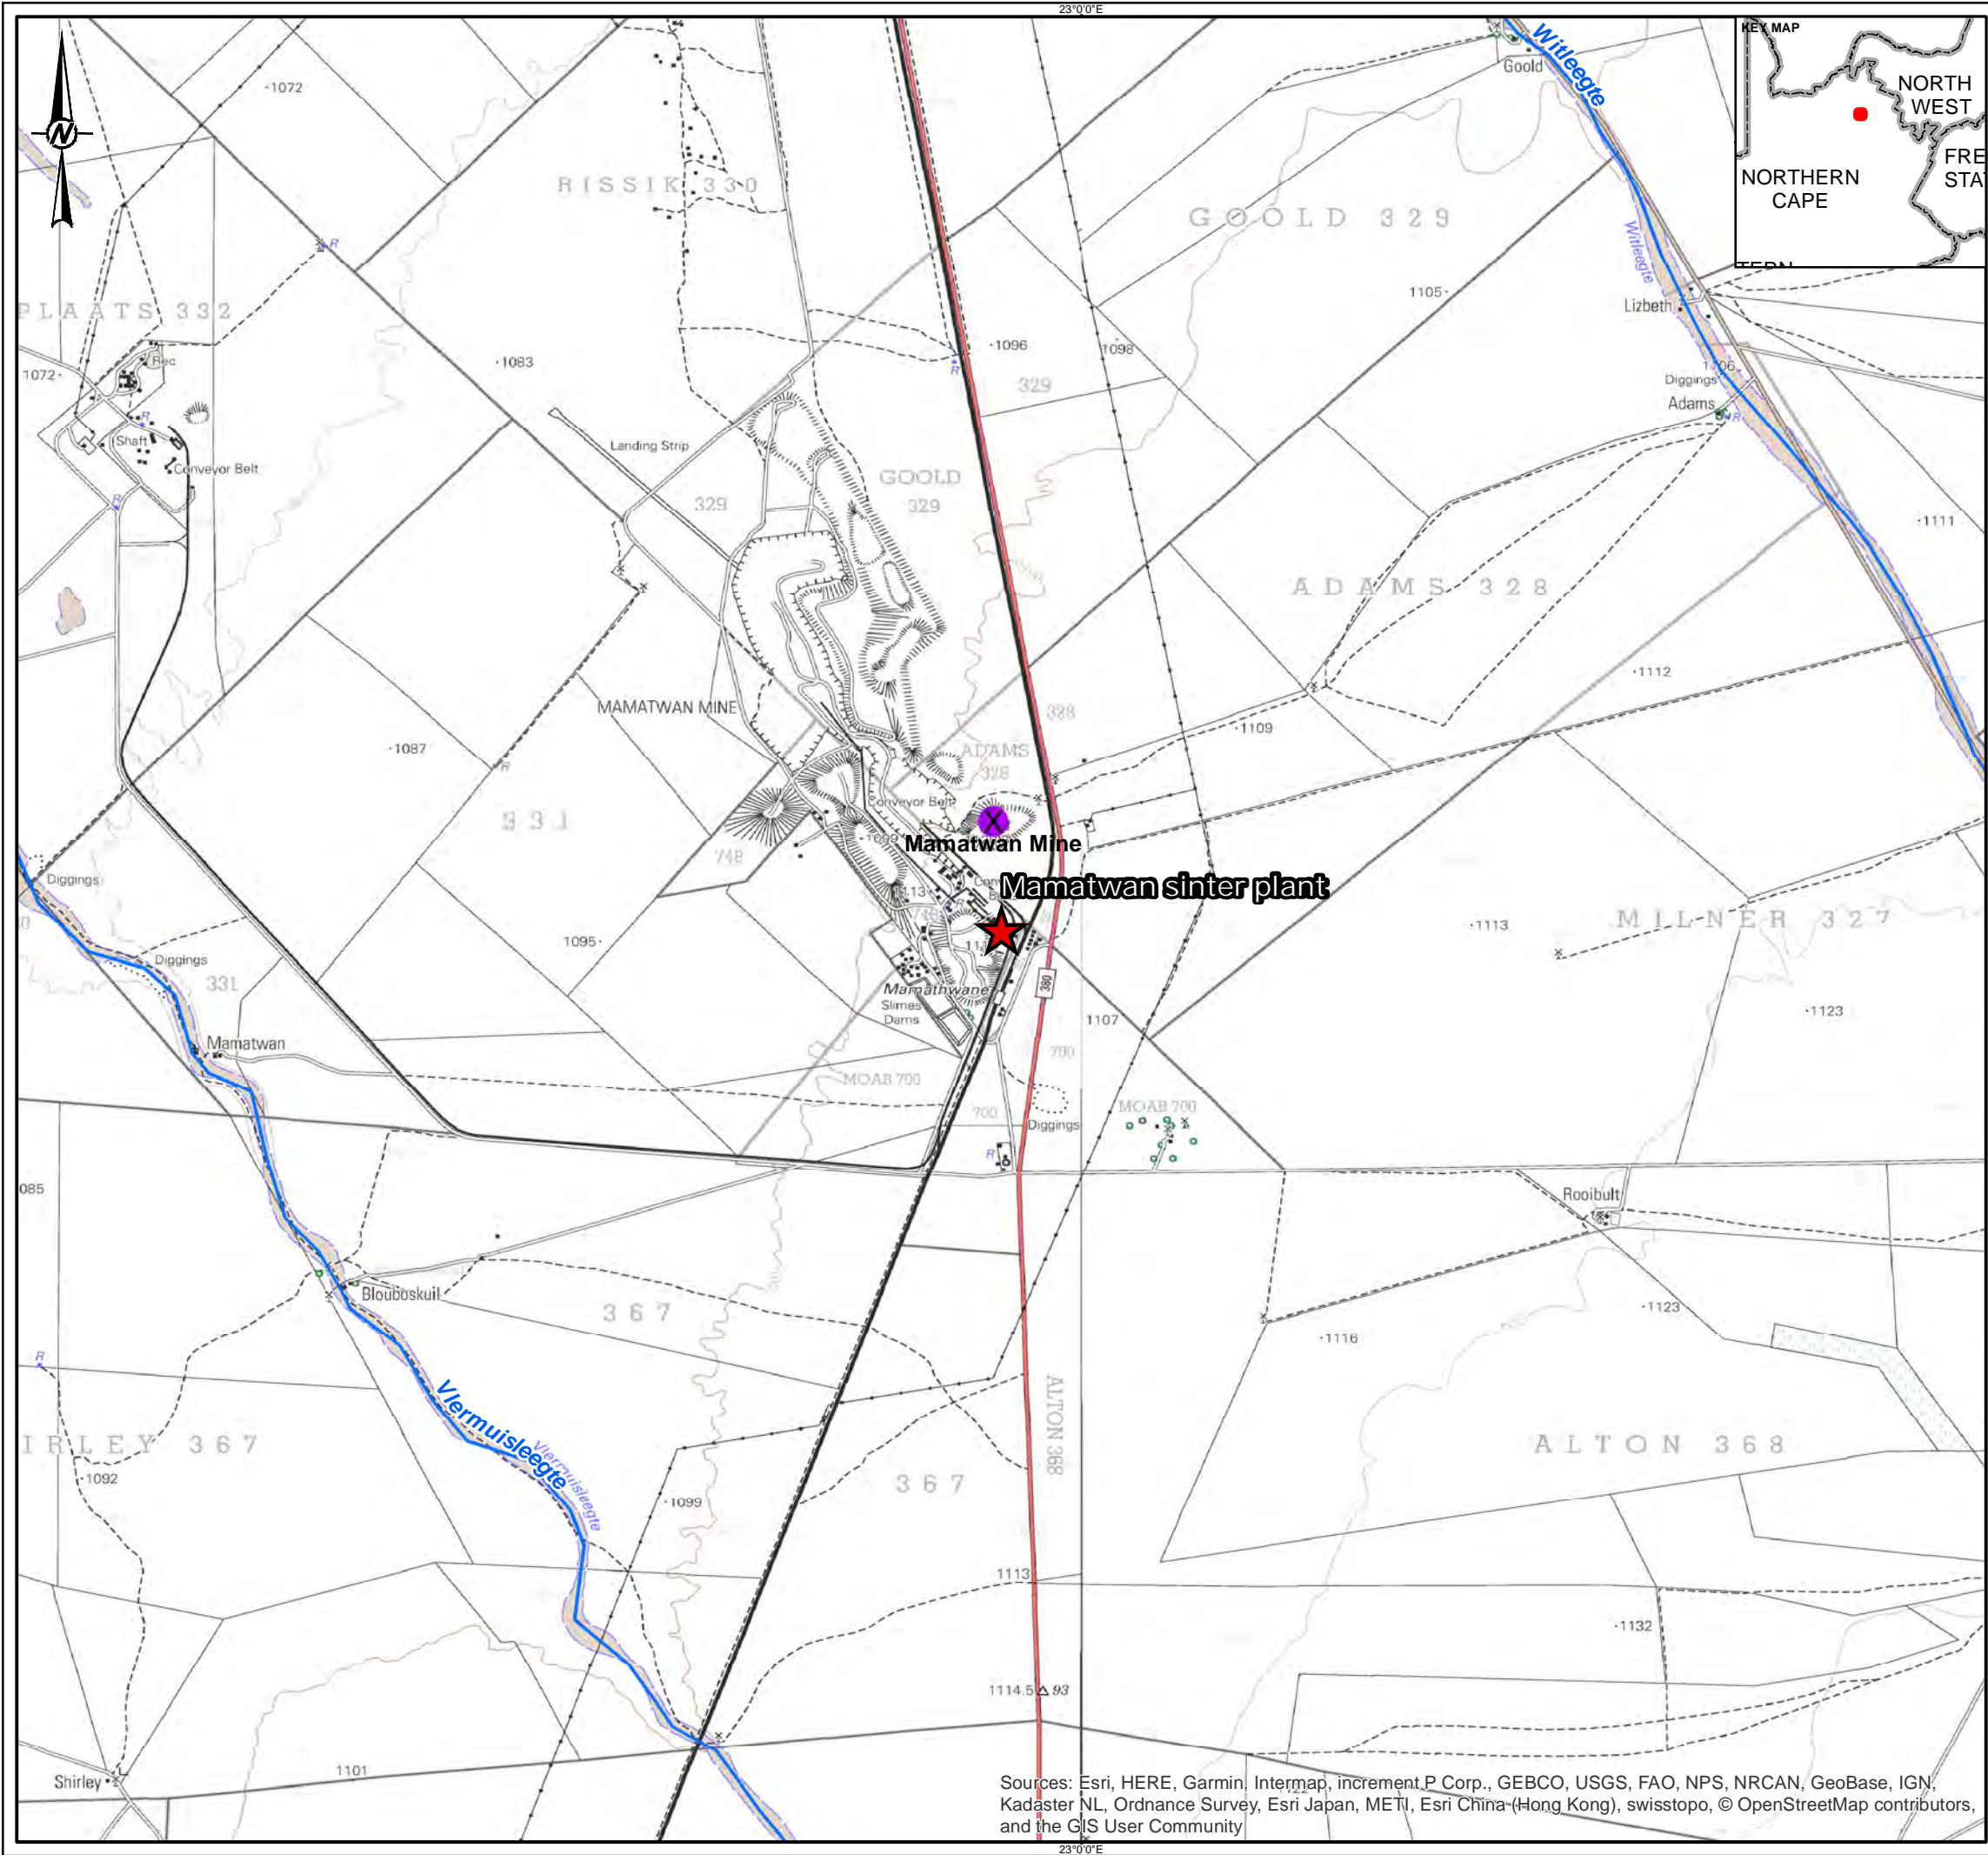 23°0'0"E
Witleegte
KEY MAP
Goold
NORTH
WEST
NORTHERN
CAPE
N
·1072
RISSIK 330
GOOLD 329
R
Witleegte
1105·
Lizbeth
PLAATS 332
·1096
1098
Rec
·1083
329
R
1072·
Diggings
Adams
R
R
Shaft
Landing Strip
Conveyor Belt
GOOLD
329
329
R
·1111
ADAMS 328
·1112
MAMATWAN MINE
328
·1109
·1087
ADAMS
328
R
Conveyor Belt
X
331
·1099
Mamatwan Mine
748
Mamatwan sinter plant
Diggings
1113
MILNER 327
·1113
1095·
Diggings
331
380
Mamathwane
Slimes
Dams
·1123
1107
Mamatwan
700
MOAB 700
MOAB 700
700
Diggings
R
085
Rooibult
Blouboskuil
367
·1123
·1116
R
Vlermuisleegte
ALTON 368
IRLEY 367
Vlermuisleegte
ALTON 368
·1092
367
·1099
1113
·1132
1114.5 △ 93
1101
Shirley
Sources: Esri, HERE, Garmin, Intermap, increment P Corp., GEBCO, USGS, FAO, NPS, NRCAN, GeoBase, IGN,
Kadaster NL, Ordnance Survey, Esri Japan, METI, Esri China (Hong Kong), swisstopo, © OpenStreetMap contributors,
and the GIS User Community
23°0'0"E